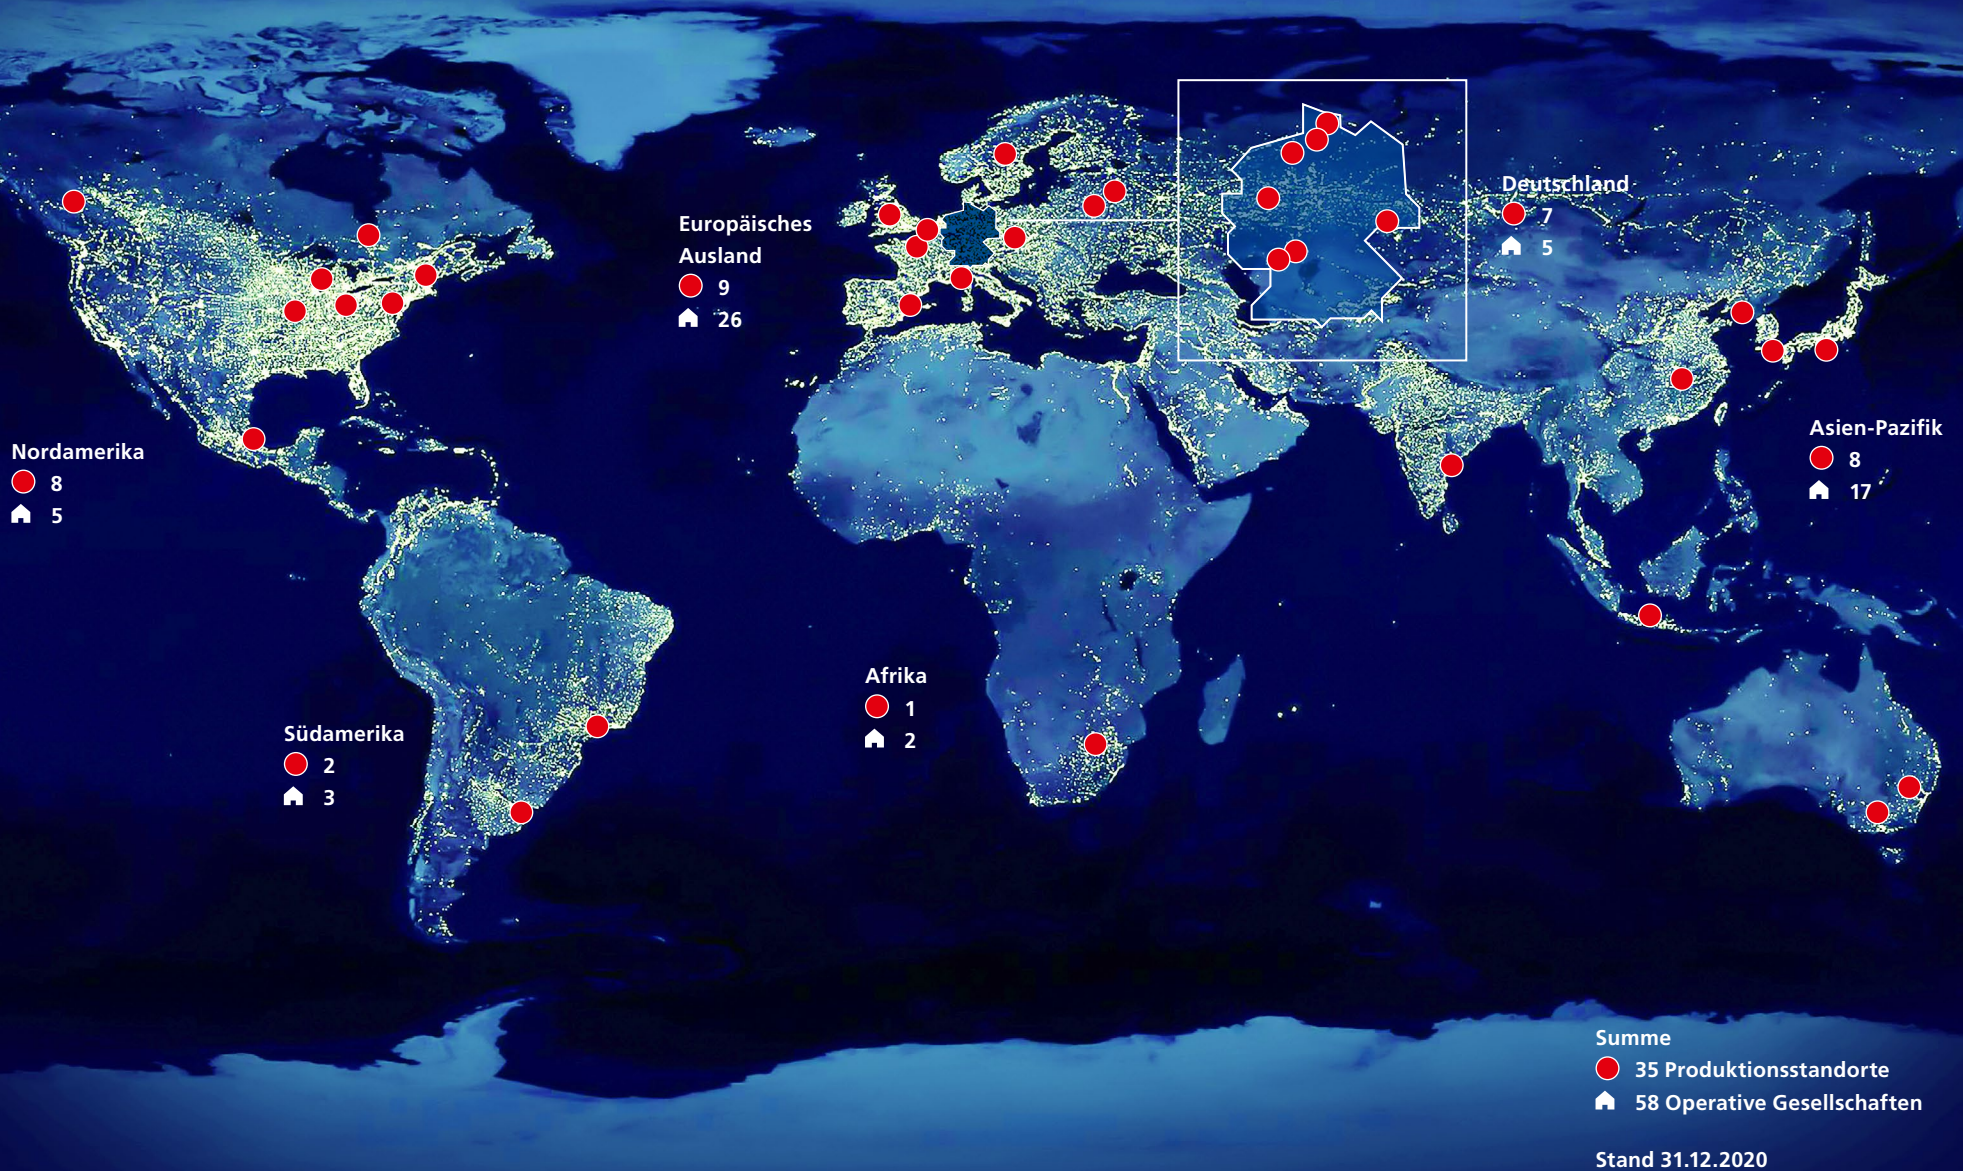 Deutschland
7
5
Europäisches
Ausland
9
26
Nordamerika
8
5
Asien-Pazifik
8
17
Afrika
1
2
Südamerika
2
3
Summe
35 Produktionsstandorte
58 Operative Gesellschaften
Stand 31.12.2020